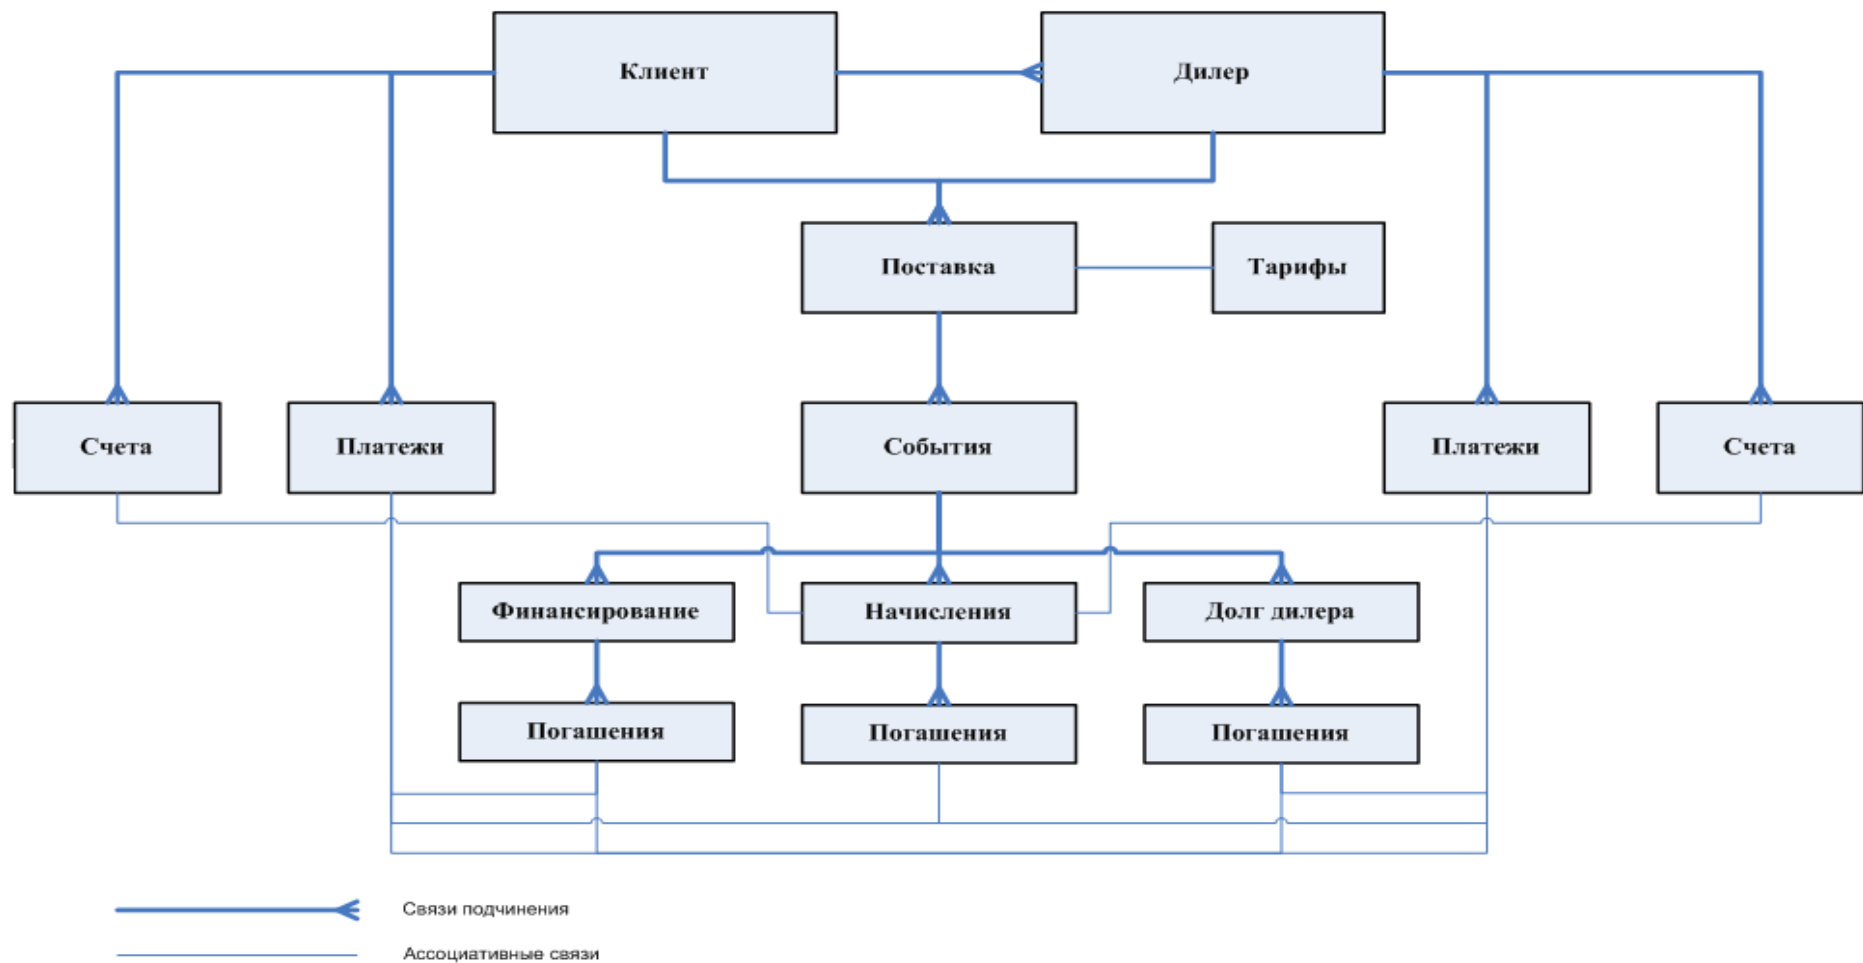 Клиент
Дилер
Поставка
Тарифы
Счета
Платежи
События
Платежи
Счета
Финансирование
Начисления
Долг дилера
Погашения
Погашения
Погашения
Связи подчинения
Ассоциативные связи